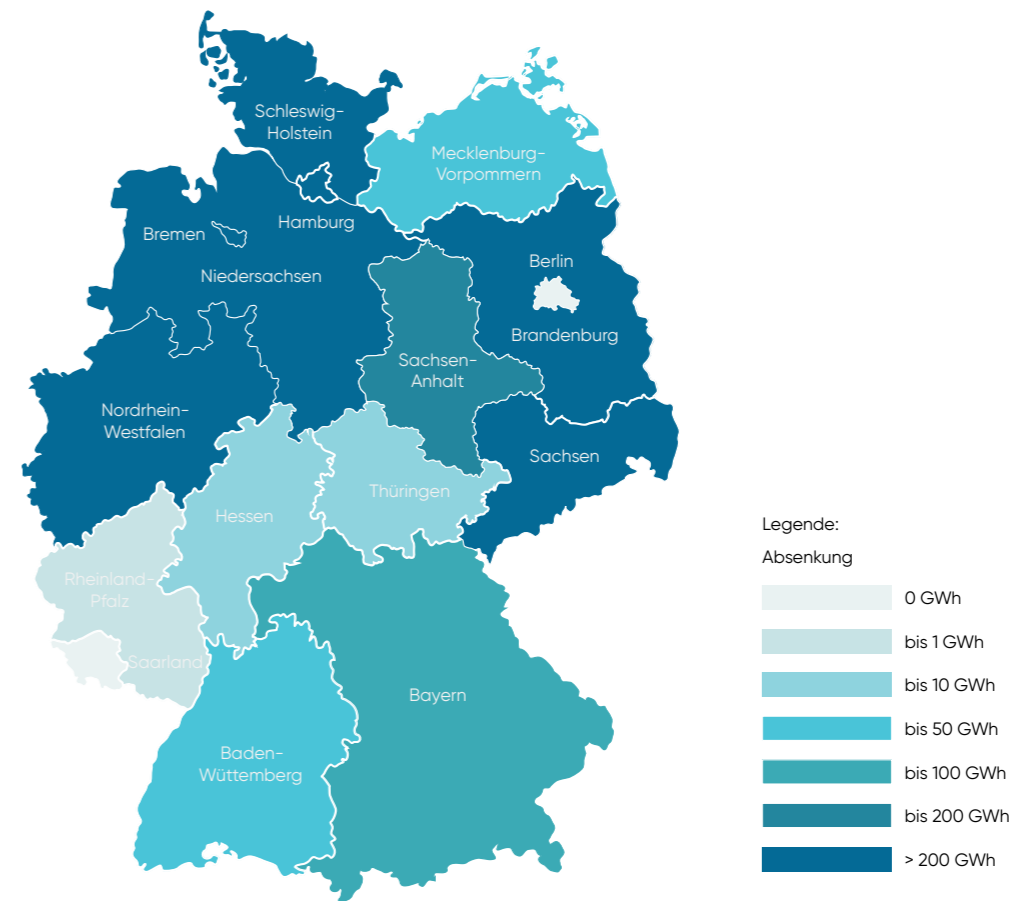 Schleswig-
Holstein
Mecklenburg-
Vorpommern
Hamburg
Bremen
Niedersachsen
Berlin
Brandenburg
Sachsen-
Anhalt
Nordrhein-
Westfalen
Sachsen
Thüringen
Hessen
Rheinland-
Pfalz
Saarland
Bayern
Baden-
Wüttemberg
Legende:
Absenkung
0 GWh
bis 1 GWh
bis 10 GWh
bis 50 GWh
bis 100 GWh
bis 200 GWh
> 200 GWh